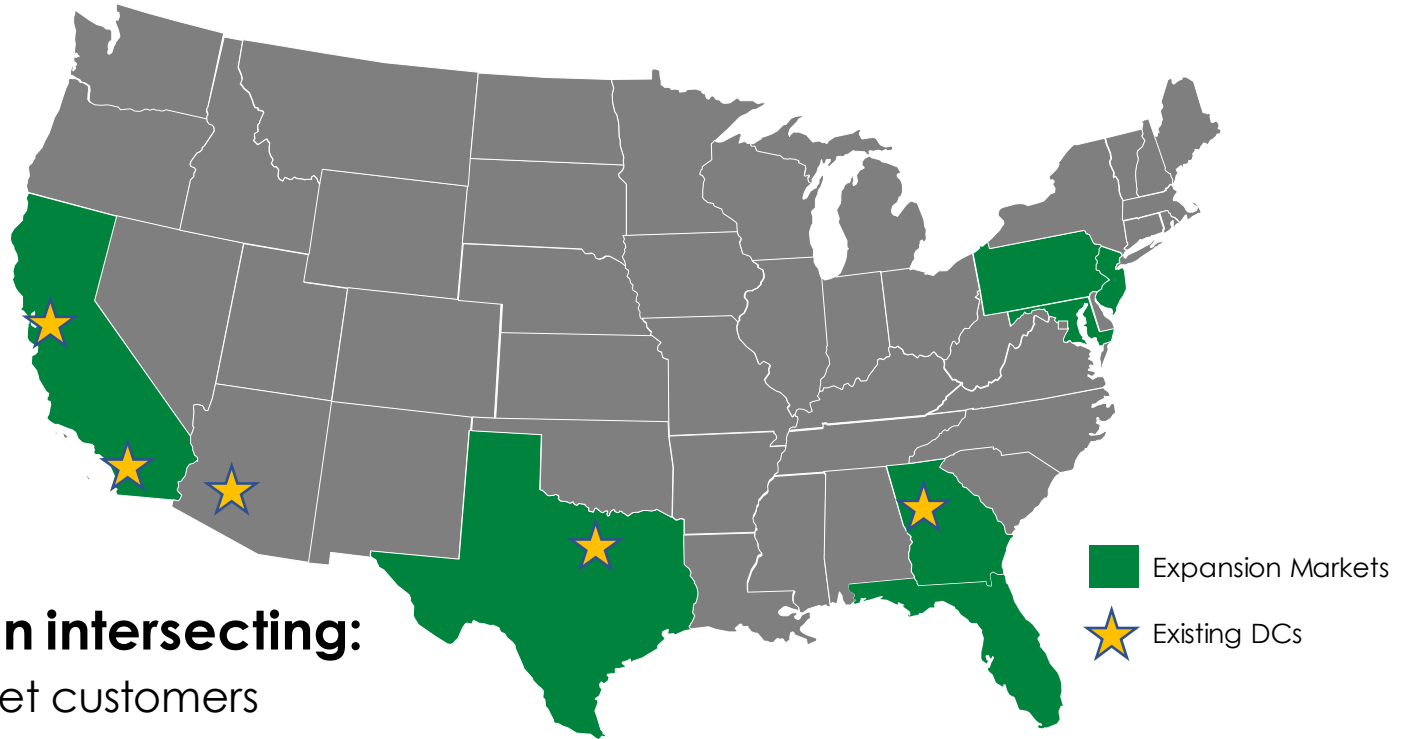 Expansion Markets
n intersecting:
Existing DCs
et customers